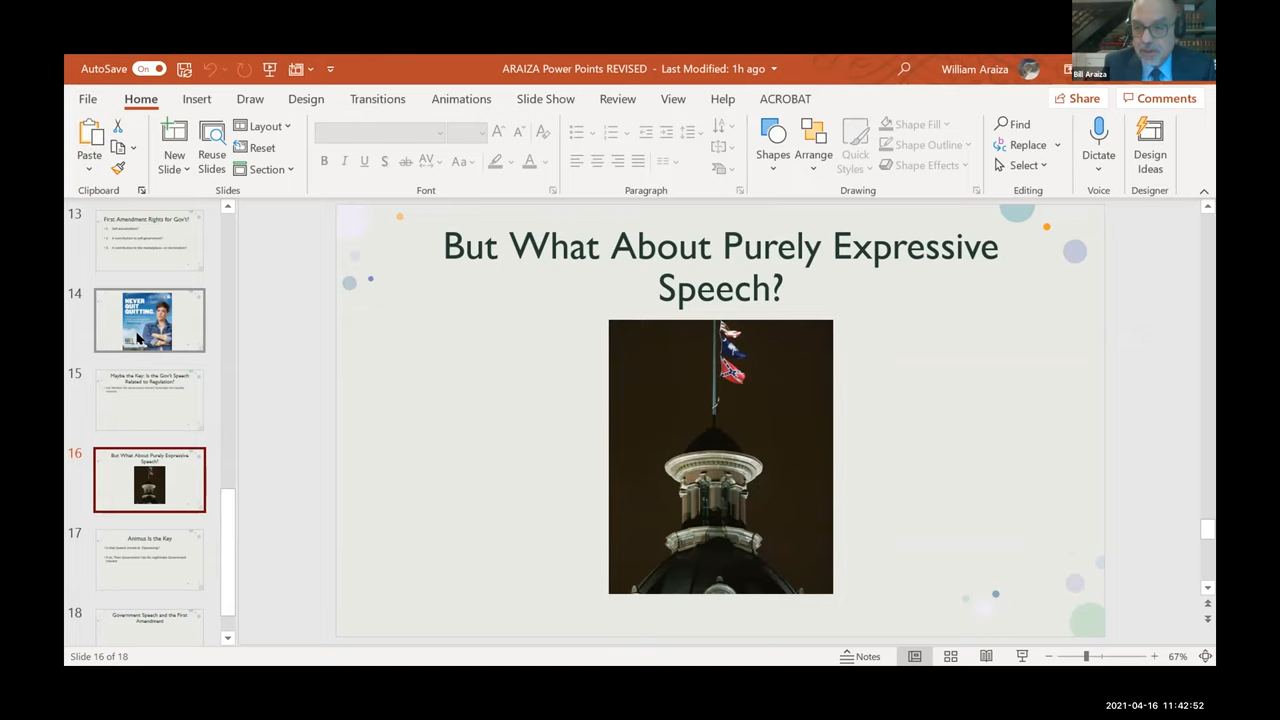 AutoSave On
ARAIZA Power Points REVISED - Last Modified: 1h ago
William Araiza
Bill Araiza
File Home Insert Draw Design Transitions Animations Slide Show Review View Help ACROBAT
Share Comments
Paste
New Slide
Reuse Slides
Layout
Reset
Section
Shapes
Arrange
Quick Styles
Shape Fill
Shape Outline
Shape Effects
Find
Replace
Select
Dictate
Design Ideas
Clipboard Slides Font Paragraph Drawing Editing Voice Designer
13
First Amendment Rights for Gov't?
14
NEVER
QUIT
QUITTING.
15
Maybe the Key: Is the Gov't Speech
Related to Regulation?
16
But What About Purely Expressive
Speech?
17
Animus Is the Key
18
Government Speech and the First
Amendment
But What About Purely Expressive
Speech?
Slide 16 of 18
Notes
67%
2021-04-16 11:42:52